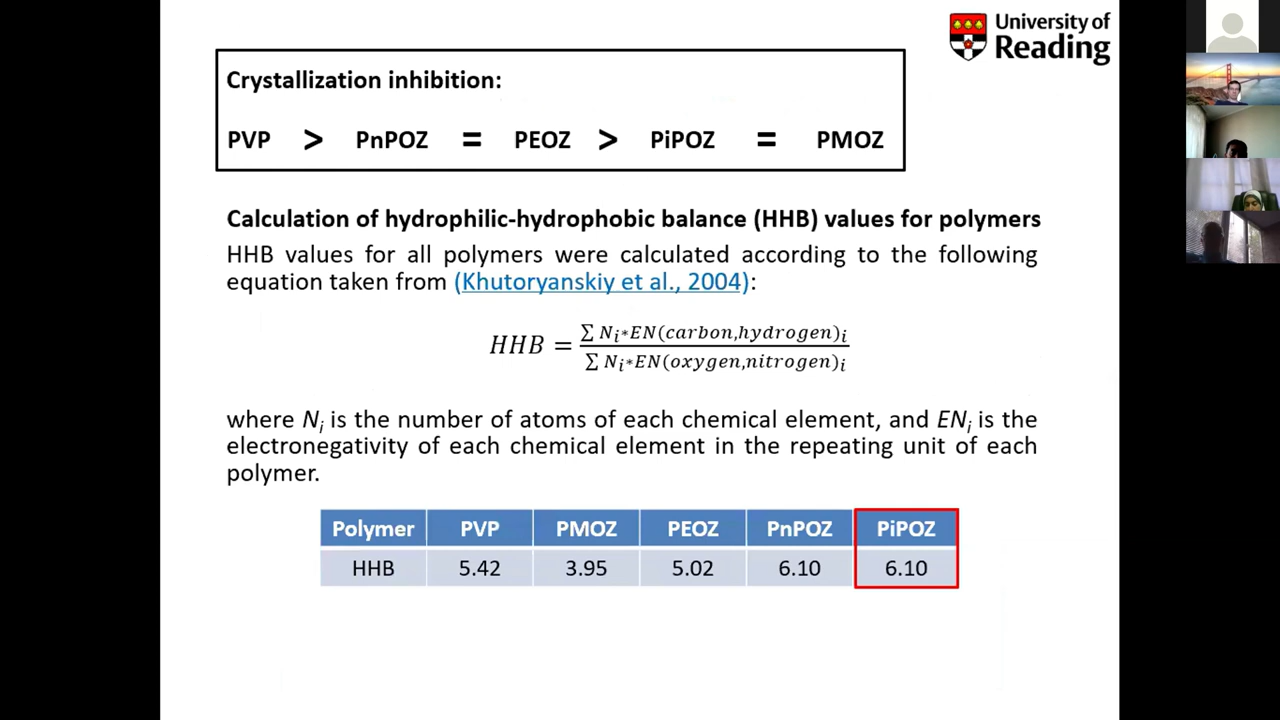 University of
Reading
Crystallization inhibition:
PVP > PnPOZ = PEOZ > PiPOZ = PMOZ
Calculation of hydrophilic-hydrophobic balance (HHB) values for polymers
HHB values for all polymers were calculated according to the following
equation taken from (Khutoryanskiy et al., 2004):
HHB = ∑ Nᵢ*EN(carbon,hydrogen)ᵢ / ∑ Nᵢ*EN(oxygen,nitrogen)ᵢ
where Nᵢ is the number of atoms of each chemical element, and ENᵢ is the
electronegativity of each chemical element in the repeating unit of each
polymer.
Polymer PVP PMOZ PEOZ PnPOZ PiPOZ
HHB 5.42 3.95 5.02 6.10 6.10